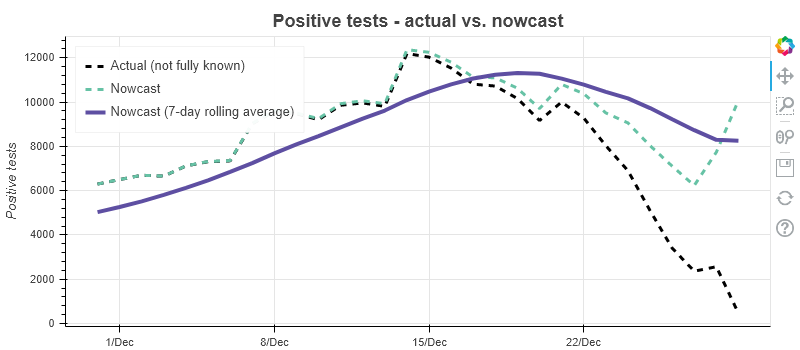 Positive tests - actual vs. nowcast
Actual (not fully known)
Nowcast
Nowcast (7-day rolling average)
Positive tests
12000
10000
8000
6000
4000
2000
0
1/Dec
8/Dec
15/Dec
22/Dec